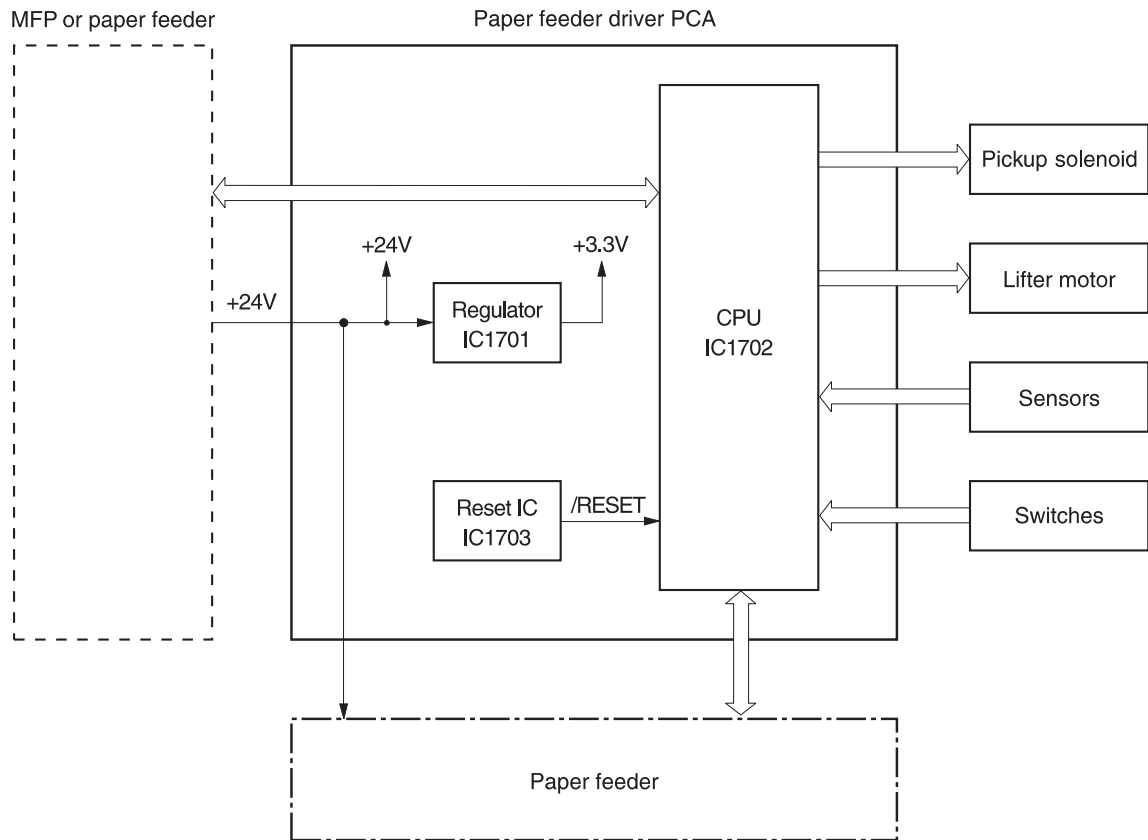 MFP or paper feeder
Paper feeder driver PCA
Pickup solenoid
+24V
+3.3V
Lifter motor
+24V
Regulator
IC1701
CPU
IC1702
Sensors
Reset IC
IC1703
/RESET
Switches
Paper feeder